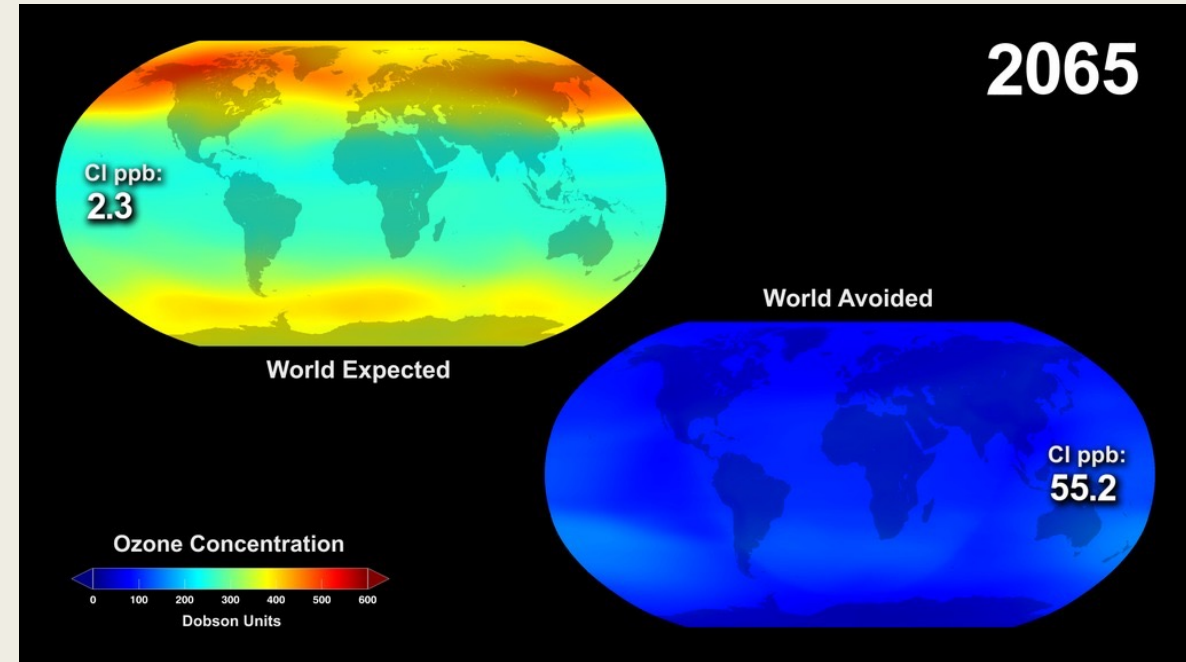 2065
Cl ppb:
2.3
World Expected
World Avoided
Cl ppb:
55.2
Ozone Concentration
0 100 200 300 400 500 600
Dobson Units